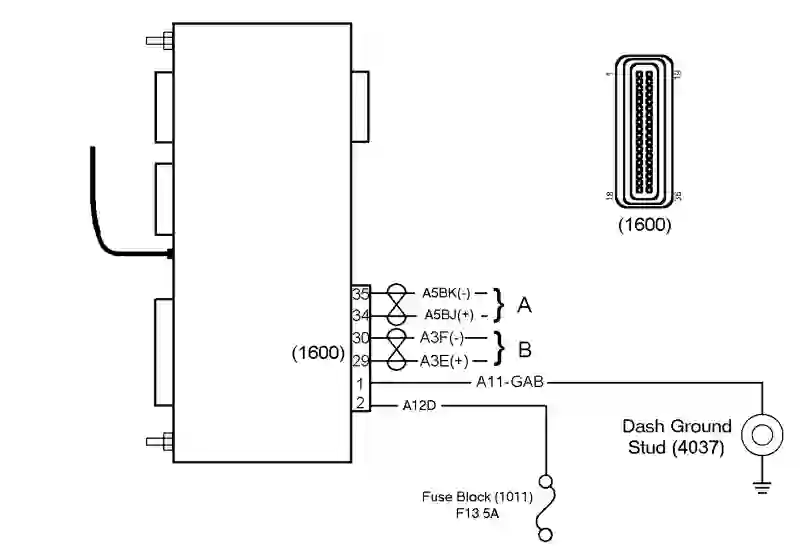 1 19
18 36
(1600)
35 A5BK(-)
34 A5BJ(+)
} A
30 A3F(-)
29 A3E(+)
} B
(1600)
1 A11-GAB
2 A12D
Dash Ground
Stud (4037)
Fuse Block (1011)
F13 5A